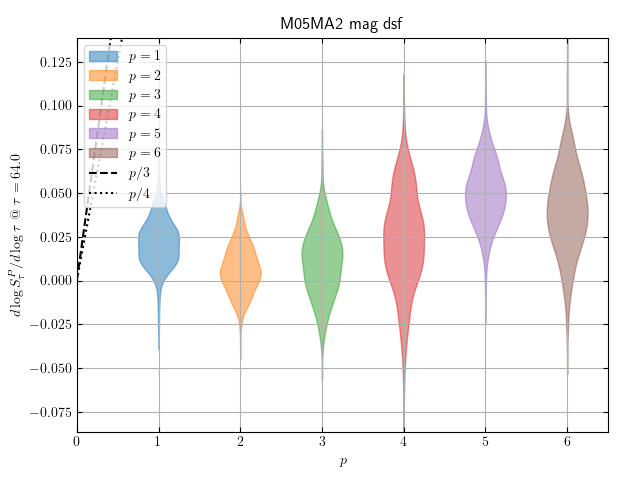 M05MA2 mag dsf
0.125
0.100
0.075
0.050
0.025
0.000
−0.025
−0.050
−0.075
d log S_τ^P / d log τ @ τ = 64.0
p = 1
p = 2
p = 3
p = 4
p = 5
p = 6
p/3
p/4
0 1 2 3 4 5 6
p